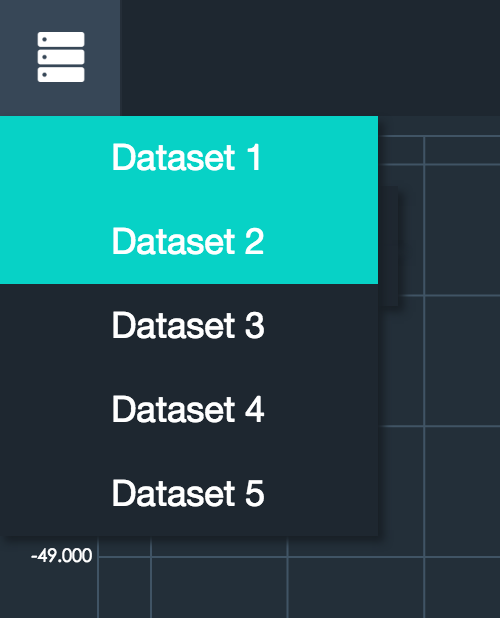 Dataset 1
Dataset 2
Dataset 3
Dataset 4
Dataset 5
-49.000